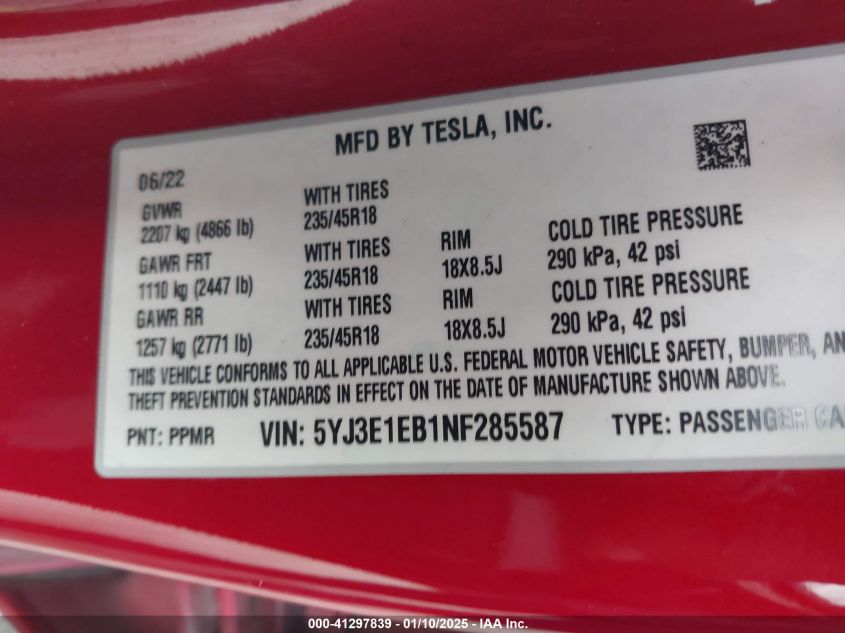 MFD BY TESLA, INC.
06/22
GVWR
2207 kg (4866 lb)
WITH TIRES
235/45R18
GAWR FRT
1110 kg (2447 lb)
WITH TIRES
235/45R18
RIM
18X8.5J
COLD TIRE PRESSURE
290 kPa, 42 psi
GAWR RR
1257 kg (2771 lb)
WITH TIRES
235/45R18
RIM
18X8.5J
COLD TIRE PRESSURE
290 kPa, 42 psi
THIS VEHICLE CONFORMS TO ALL APPLICABLE U.S. FEDERAL MOTOR VEHICLE SAFETY, BUMPER, AN
THEFT PREVENTION STANDARDS IN EFFECT ON THE DATE OF MANUFACTURE SHOWN ABOVE.
PNT: PPMR VIN: 5YJ3E1EB1NF285587 TYPE: PASSENGER CA
000-41297839 - 01/10/2025 - IAA Inc.